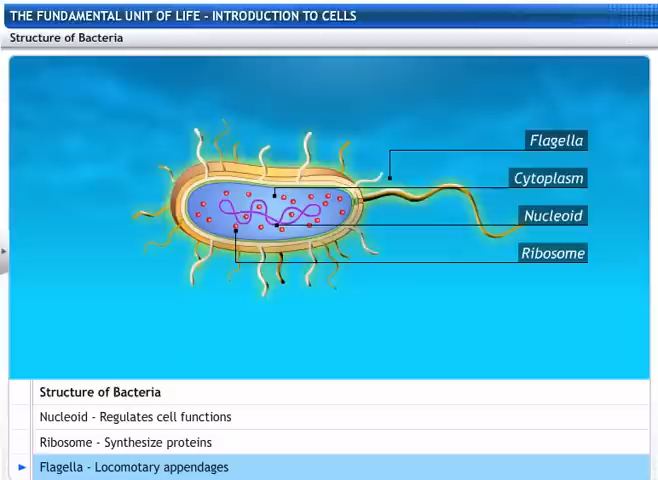 THE FUNDAMENTAL UNIT OF LIFE - INTRODUCTION TO CELLS
Structure of Bacteria
Flagella
Cytoplasm
Nucleoid
Ribosome
Structure of Bacteria
Nucleoid - Regulates cell functions
Ribosome - Synthesize proteins
Flagella - Locomotary appendages